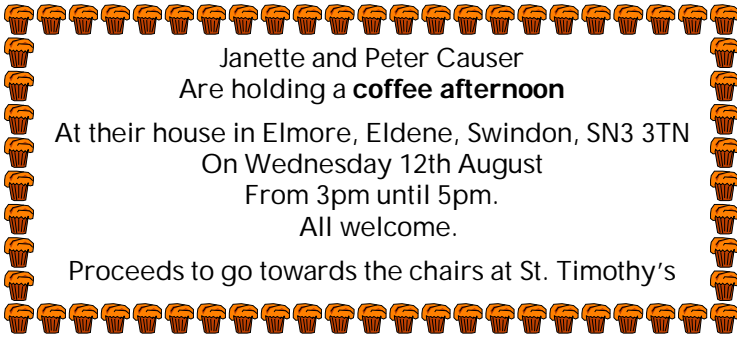 Janette and Peter Causer
Are holding a coffee afternoon
At their house in Elmore, Eldene, Swindon, SN3 3TN
On Wednesday 12th August
From 3pm until 5pm.
All welcome.
Proceeds to go towards the chairs at St. Timothy’s